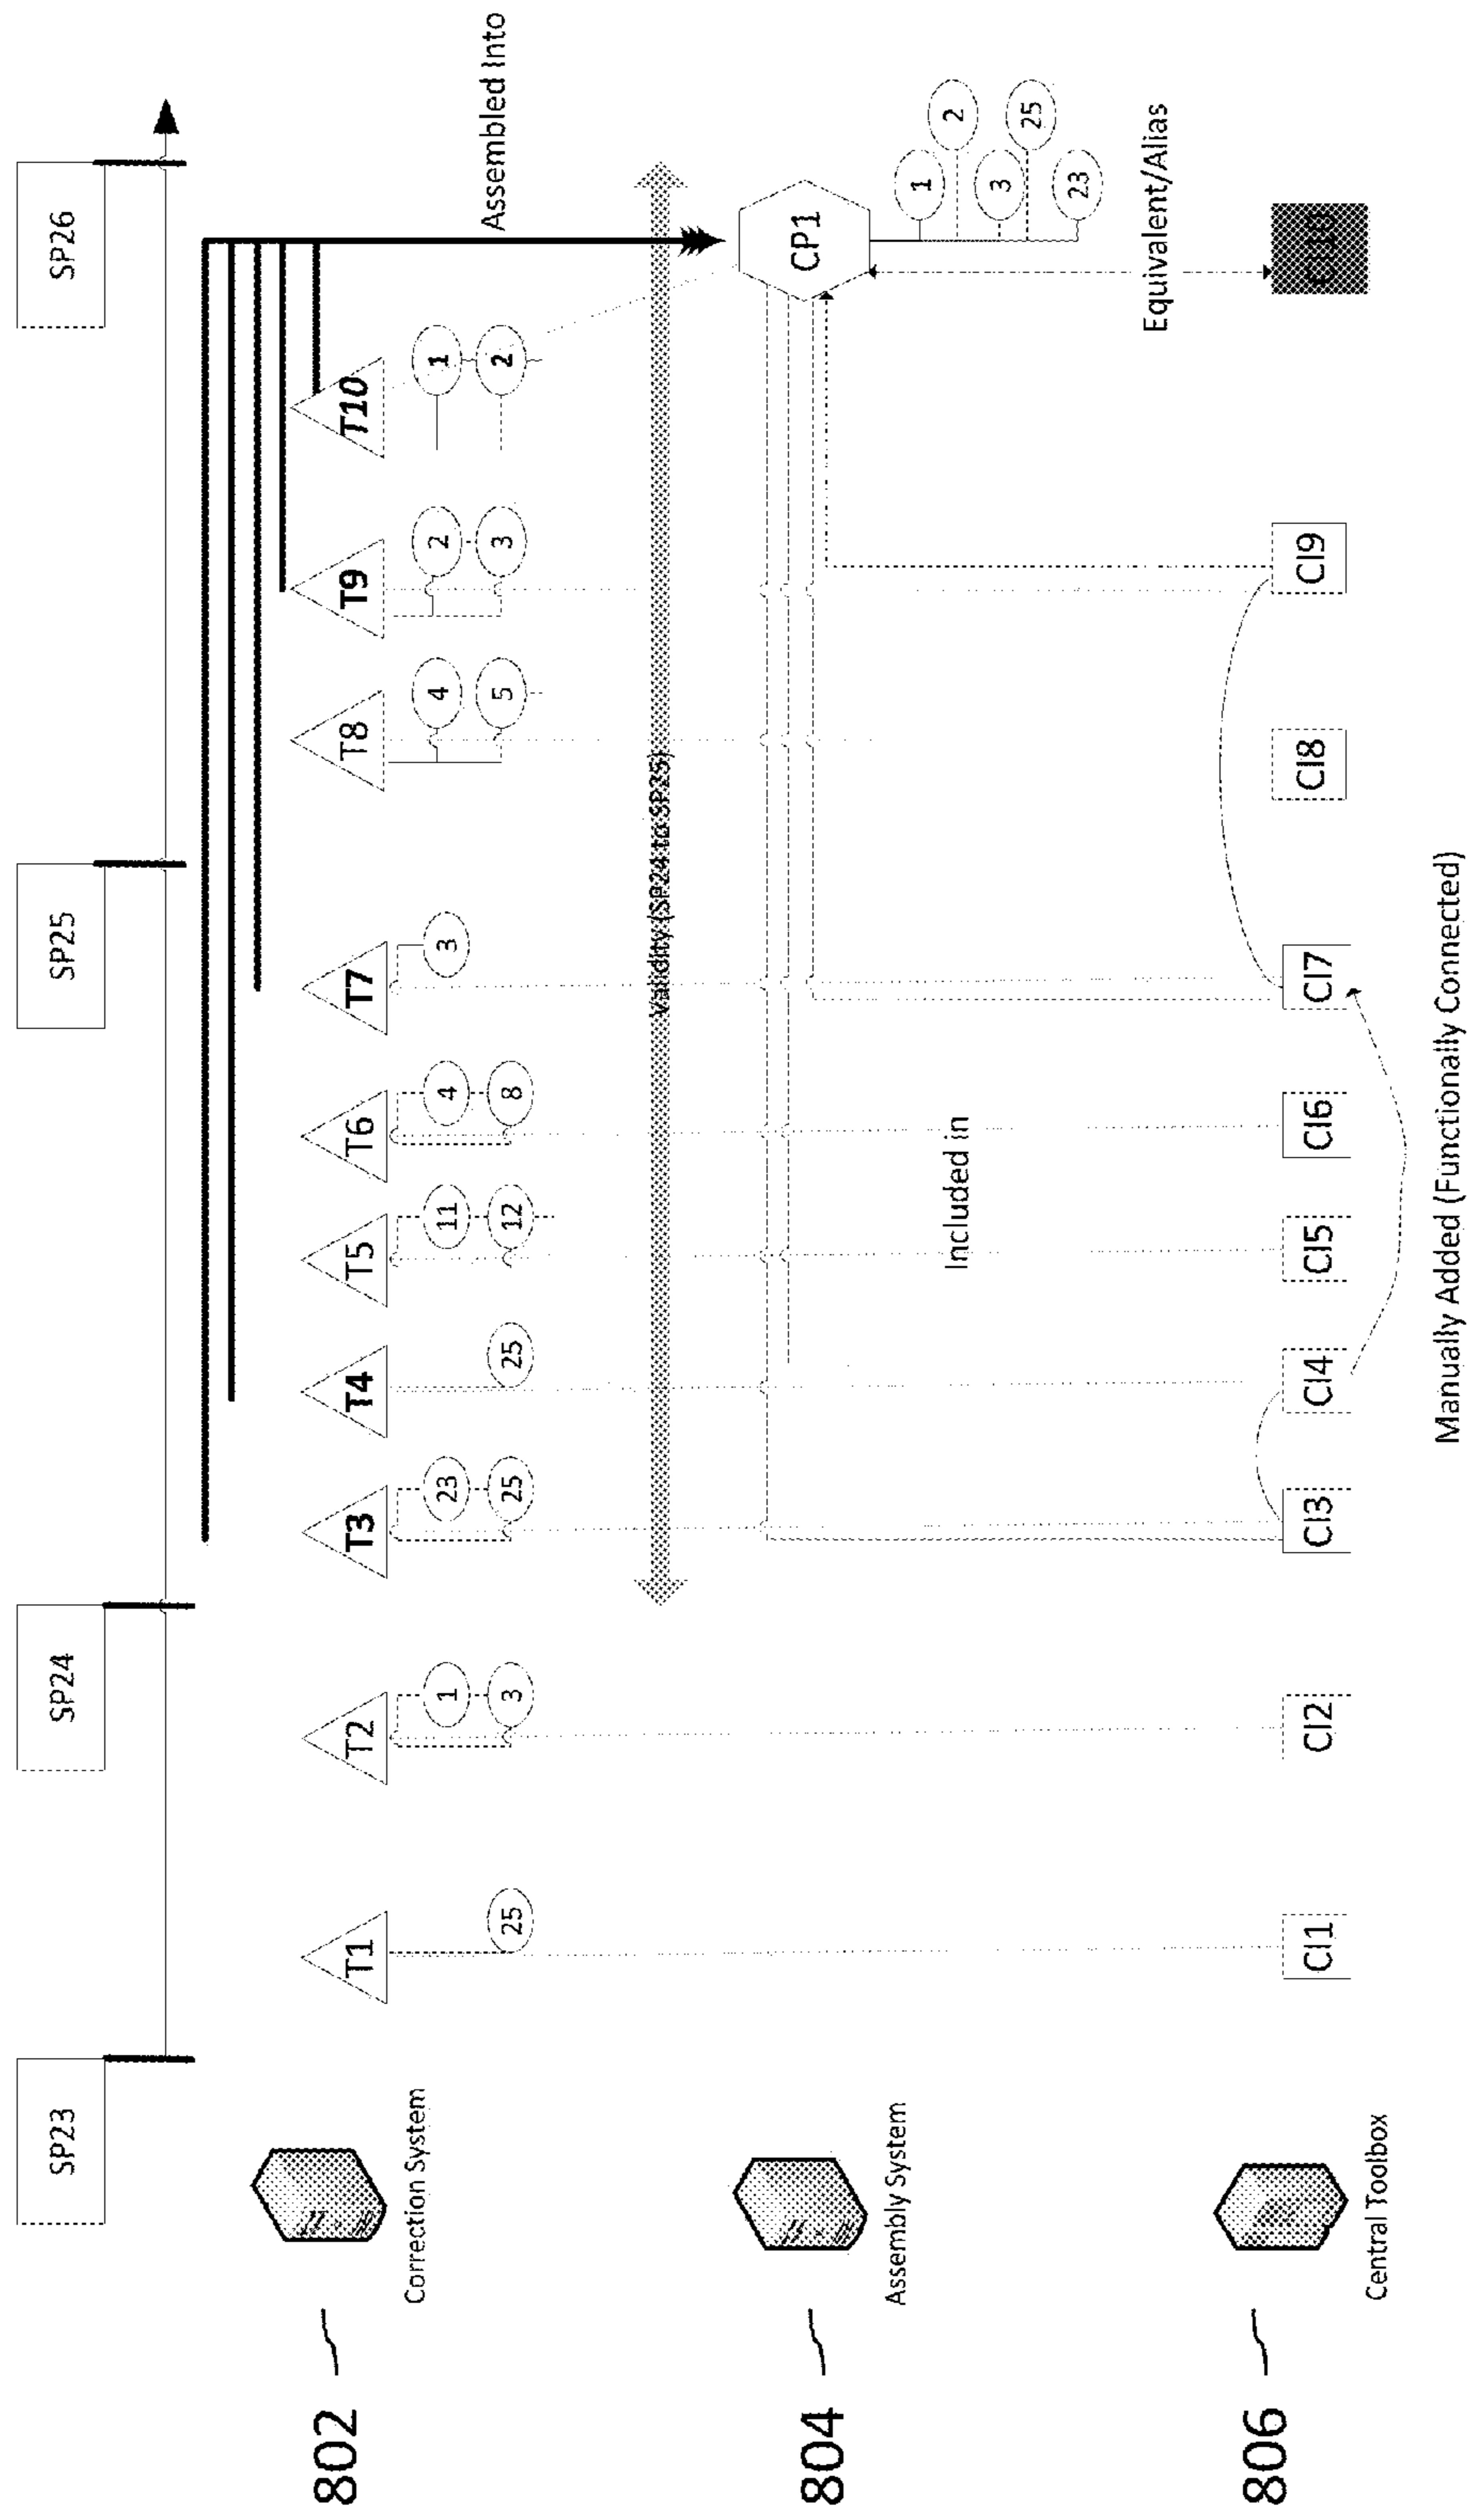 SP23
SP24
SP25
SP26
802
Correction System
T1
T2
T3
T4
T5
T6
T7
T8
T9
T10
25
1
3
23
25
25
11
12
4
8
3
4
5
2
3
1
2
Assembled Into
Validity (SP24 to SP25)
804
Assembly System
CP1
1
2
3
25
23
Included in
Equivalent/Alias
806
Central Toolbox
CI1
CI2
CI3
CI4
CI5
CI6
CI7
CI8
CI9
CI10
Manually Added (Functionally Connected)